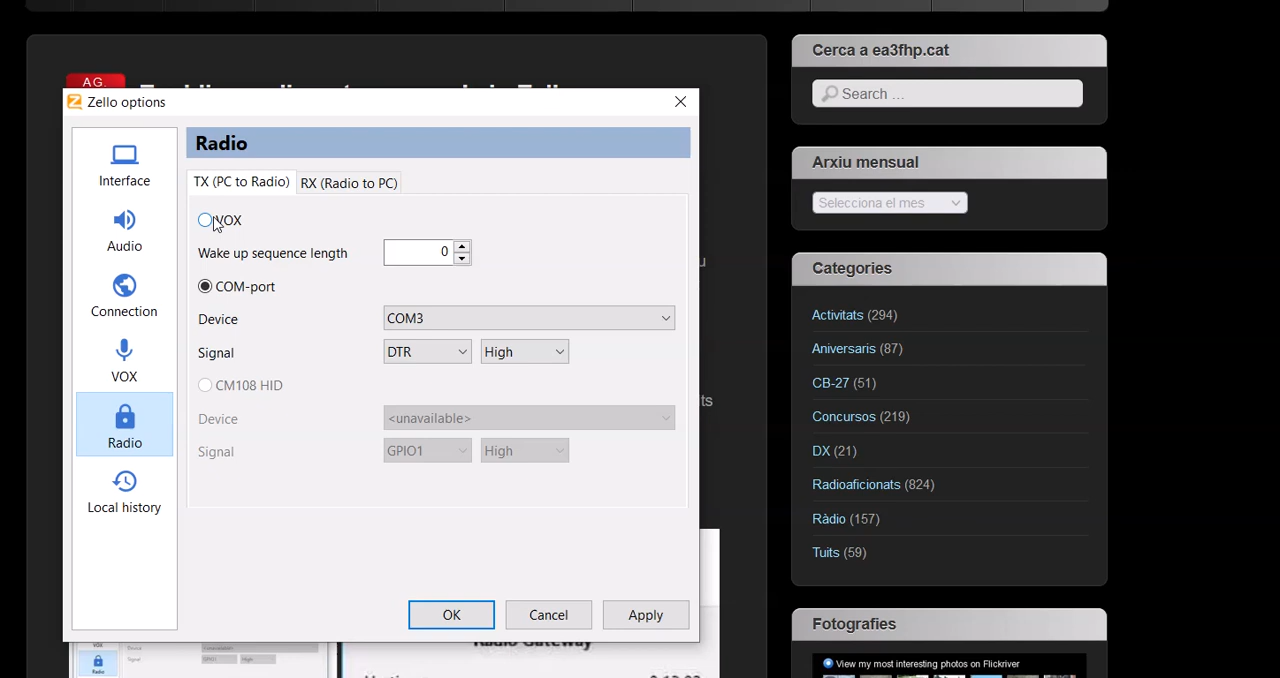 Cerca a ea3fhp.cat
AG.
Zello options
Search ...
Radio
Arxiu mensual
Interface
TX (PC to Radio)
RX (Radio to PC)
Selecciona el mes
VOX
Audio
Wake up sequence length
0
Categories
COM-port
Connection
Device
COM3
Activitats (294)
Signal
DTR
High
Aniversaris (87)
VOX
CM108 HID
CB-27 (51)
ts
Device
<unavailable>
Concursos (219)
Radio
Signal
GPIO1
High
DX (21)
Radioaficionats (824)
Local history
Ràdio (157)
Tuits (59)
OK
Cancel
Apply
Fotografies
Radio Gateway
View my most interesting photos on Flickriver
Radio